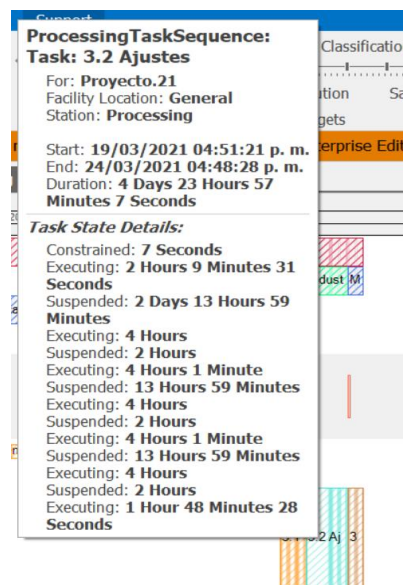 Support
ProcessingTaskSequence:
Task: 3.2 Ajustes
For: Proyecto.21
Facility Location: General
Station: Processing
Start: 19/03/2021 04:51:21 p. m.
End: 24/03/2021 04:48:28 p. m.
Duration: 4 Days 23 Hours 57
Minutes 7 Seconds
Task State Details:
Constrained: 7 Seconds
Executing: 2 Hours 9 Minutes 31
Seconds
Suspended: 2 Days 13 Hours 59
Minutes
Executing: 4 Hours
Suspended: 2 Hours
Executing: 4 Hours 1 Minute
Suspended: 13 Hours 59 Minutes
Executing: 4 Hours
Suspended: 2 Hours
Executing: 4 Hours 1 Minute
Suspended: 13 Hours 59 Minutes
Executing: 4 Hours
Suspended: 2 Hours
Executing: 1 Hour 48 Minutes 28
Seconds
Classificatio
ution Sa
gets
erprise Edit
dust M
3.2 Aj 3